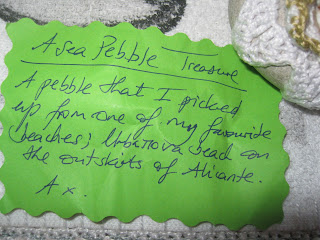 A sea Pebble Treasure
A pebble that I picked
up from one of my favourite
beaches; Urbanova bead on
the outskirts of Alicante.
A x.